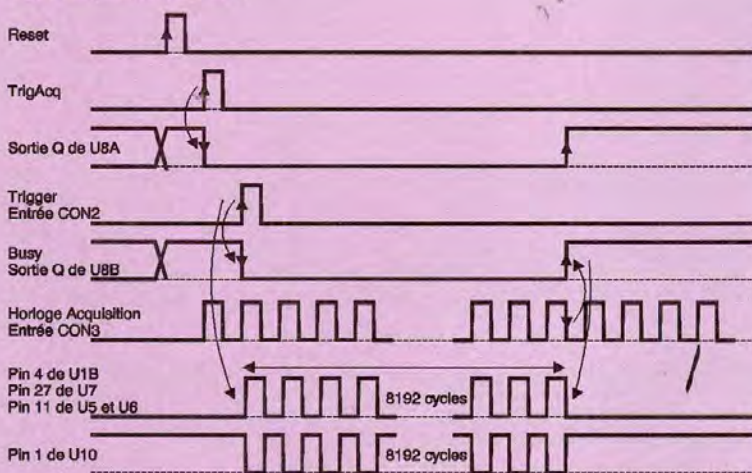 Reset
TrigAcq
Sortie Q de U8A
Trigger
Entrée CON2
Busy
Sortie Q de U8B
Horloge Acquisition
Entrée CON3
Pin 4 de U1B
Pin 27 de U7
Pin 11 de U5 et U6
8192 cycles
Pin 1 de U10
8192 cycles